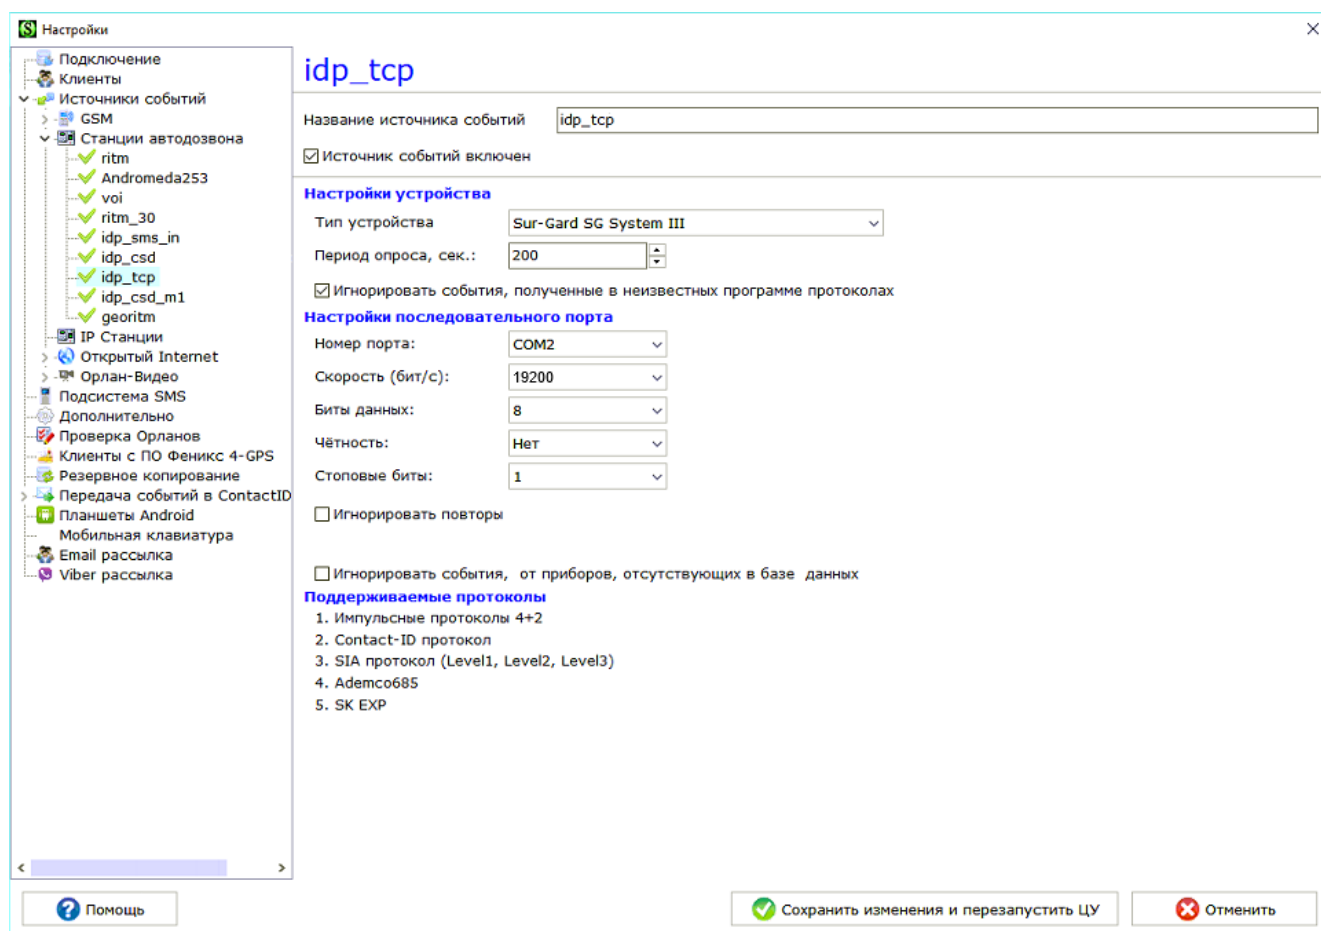 Настройки
Подключение
Клиенты
Источники событий
GSM
Станции автодозвона
ritm
Andromeda253
voi
ritm_30
idp_sms_in
idp_csd
idp_tcp
idp_csd_m1
georitm
IP Станции
Открытый Internet
Орлан-Видео
Подсистема SMS
Дополнительно
Проверка Орланов
Клиенты с ПО Феникс 4-GPS
Резервное копирование
Передача событий в ContactID
Планшеты Android
Мобильная клавиатура
Email рассылка
Viber рассылка
idp_tcp
Название источника событий idp_tcp
Источник событий включен
Настройки устройства
Тип устройства Sur-Gard SG System III
Период опроса, сек.: 200
Игнорировать события, полученные в неизвестных программе протоколах
Настройки последовательного порта
Номер порта: COM2
Скорость (бит/с): 19200
Биты данных: 8
Чётность: Нет
Стоповые биты: 1
Игнорировать повторы
Игнорировать события, от приборов, отсутствующих в базе данных
Поддерживаемые протоколы
1. Импульсные протоколы 4+2
2. Contact-ID протокол
3. SIA протокол (Level1, Level2, Level3)
4. Ademco685
5. SK EXP
Помощь
Сохранить изменения и перезапустить ЦУ
Отменить